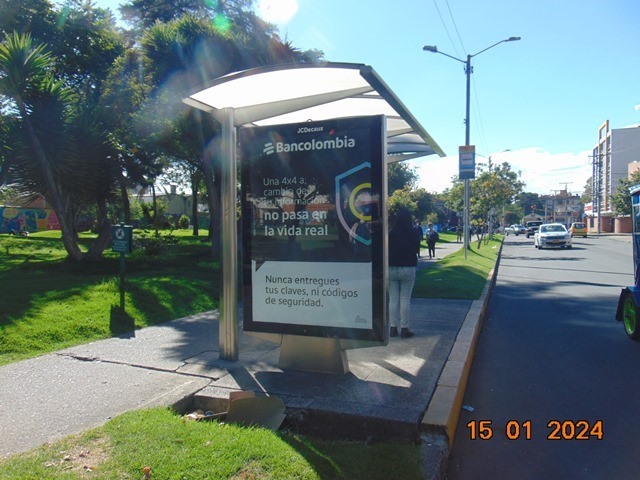 JCDecaux
Bancolombia
Una 4x4 a
cambio de
información
no pasa en
la vida real
Nunca entregues
tus claves, ni códigos
de seguridad.
15 01 2024